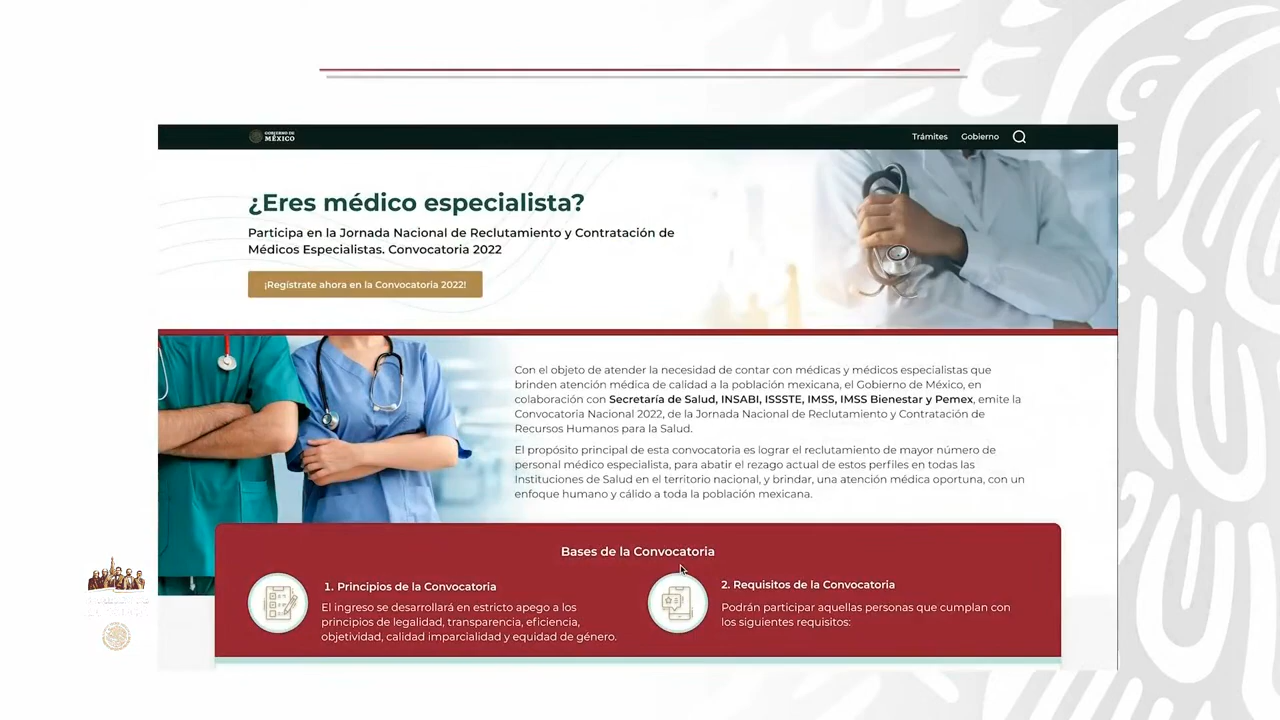 GOBIERNO DE
MÉXICO
Trámites
Gobierno
¿Eres médico especialista?
Participa en la Jornada Nacional de Reclutamiento y Contratación de
Médicos Especialistas. Convocatoria 2022
¡Regístrate ahora en la Convocatoria 2022!
Con el objeto de atender la necesidad de contar con médicas y médicos especialistas que
brinden atención médica de calidad a la población mexicana, el Gobierno de México, en
colaboración con Secretaría de Salud, INSABI, ISSSTE, IMSS, IMSS Bienestar y Pemex, emite la
Convocatoria Nacional 2022, de la Jornada Nacional de Reclutamiento y Contratación de
Recursos Humanos para la Salud.
El propósito principal de esta convocatoria es lograr el reclutamiento de mayor número de
personal médico especialista, para abatir el rezago actual de estos perfiles en todas las
Instituciones de Salud en el territorio nacional, y brindar, una atención médica oportuna, con un
enfoque humano y cálido a toda la población mexicana.
Bases de la Convocatoria
1. Principios de la Convocatoria
El ingreso se desarrollará en estricto apego a los
principios de legalidad, transparencia, eficiencia,
objetividad, calidad imparcialidad y equidad de género.
2. Requisitos de la Convocatoria
Podrán participar aquellas personas que cumplan con
los siguientes requisitos: